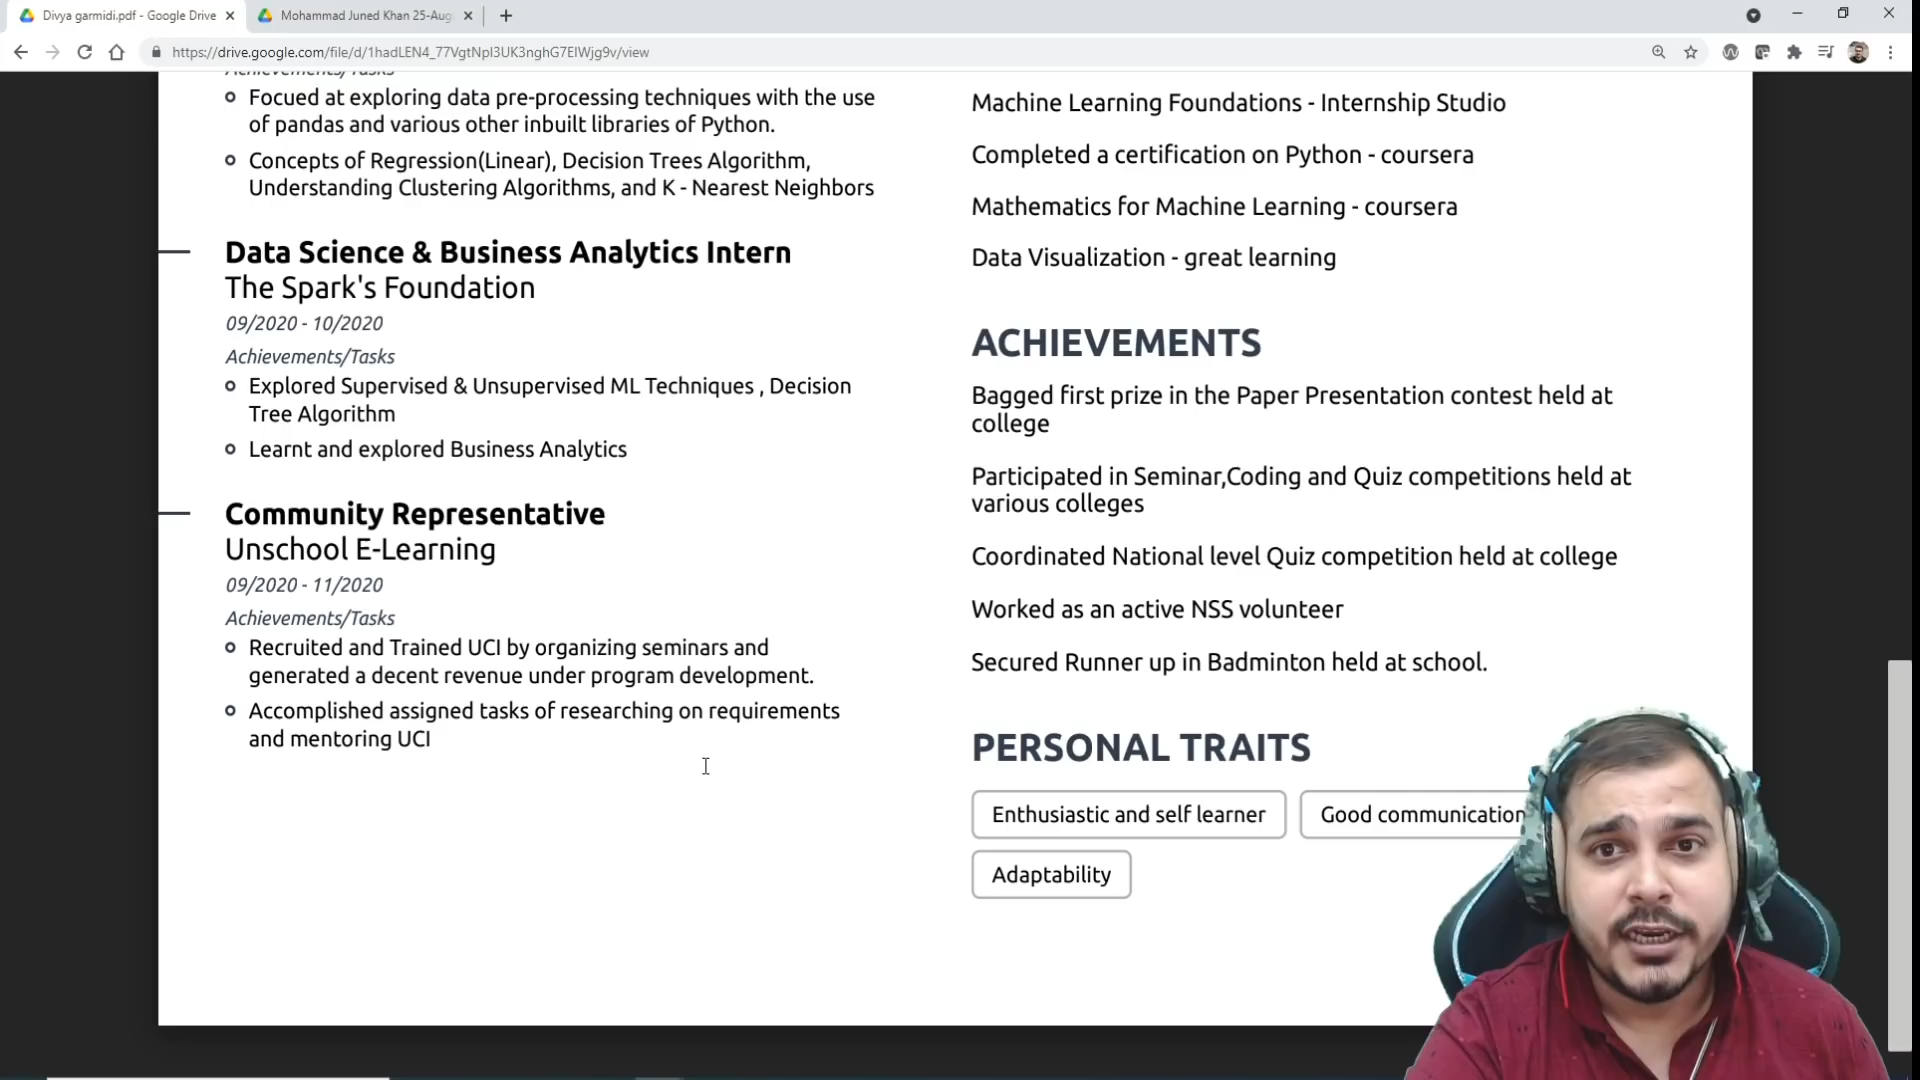 Divya garmidi.pdf - Google Drive
Mohammad Juned Khan 25-Aug
https://drive.google.com/file/d/1hadLEN4_77VgtNpI3UK3nghG7EIWjg9v/view
Achievements/Tasks
Focued at exploring data pre-processing techniques with the use
of pandas and various other inbuilt libraries of Python.
Concepts of Regression(Linear), Decision Trees Algorithm,
Understanding Clustering Algorithms, and K - Nearest Neighbors
Data Science & Business Analytics Intern
The Spark's Foundation
09/2020 - 10/2020
Achievements/Tasks
Explored Supervised & Unsupervised ML Techniques , Decision
Tree Algorithm
Learnt and explored Business Analytics
Community Representative
Unschool E-Learning
09/2020 - 11/2020
Achievements/Tasks
Recruited and Trained UCI by organizing seminars and
generated a decent revenue under program development.
Accomplished assigned tasks of researching on requirements
and mentoring UCI
Machine Learning Foundations - Internship Studio
Completed a certification on Python - coursera
Mathematics for Machine Learning - coursera
Data Visualization - great learning
ACHIEVEMENTS
Bagged first prize in the Paper Presentation contest held at
college
Participated in Seminar,Coding and Quiz competitions held at
various colleges
Coordinated National level Quiz competition held at college
Worked as an active NSS volunteer
Secured Runner up in Badminton held at school.
PERSONAL TRAITS
Enthusiastic and self learner
Good communication
Adaptability